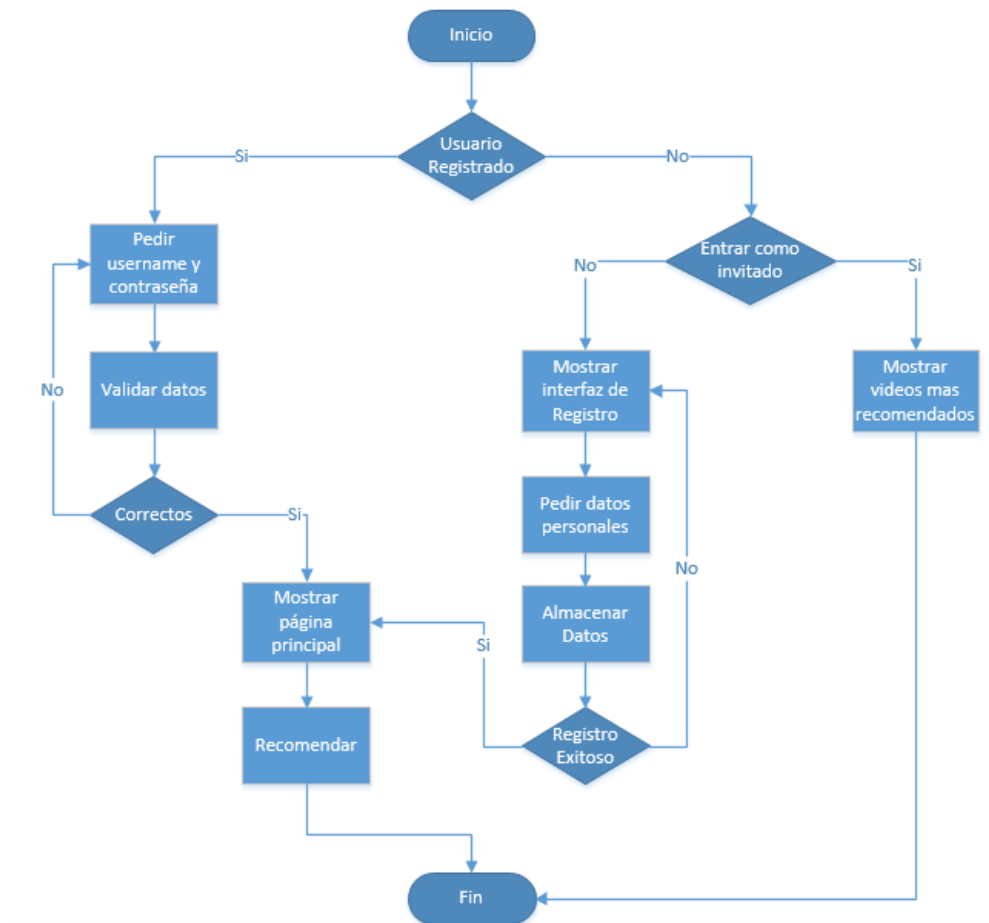 Inicio
Usuario
Registrado
Si
No
Pedir
username y
contraseña
Entrar como
invitado
No
Si
Validar datos
No
Mostrar
interfaz de
Registro
Mostrar
videos mas
recomendados
Correctos
Si
Pedir datos
personales
No
Mostrar
página
principal
Almacenar
Datos
Si
Recomendar
Registro
Exitoso
Fin